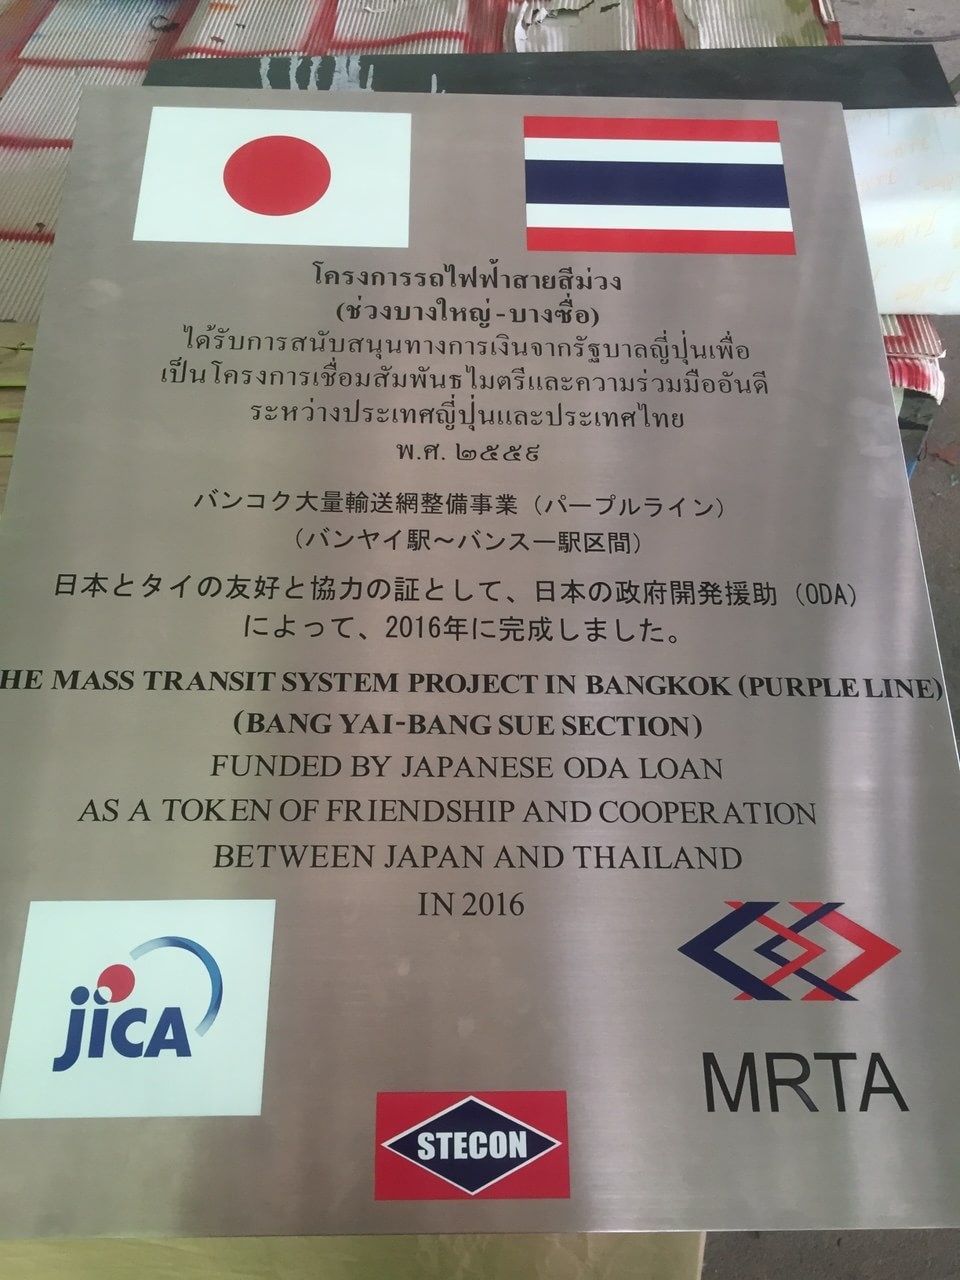 โครงการรถไฟฟ้าสายสีม่วง
(ช่วงบางใหญ่-บางซื่อ)
ได้รับการสนับสนุนทางการเงินจากรัฐบาลญี่ปุ่นเพื่อ
เป็นโครงการเชื่อมสัมพันธไมตรีและความร่วมมืออันดี
ระหว่างประเทศญี่ปุ่นและประเทศไทย
พ.ศ. ๒๕๕๙
バンコク大量輸送網整備事業（パープルライン）
（バンヤイ駅～バンスー駅区間）
日本とタイの友好と協力の証として、日本の政府開発援助（ODA）
によって、2016年に完成しました。
HE MASS TRANSIT SYSTEM PROJECT IN BANGKOK (PURPLE LINE)
(BANG YAI-BANG SUE SECTION)
FUNDED BY JAPANESE ODA LOAN
AS A TOKEN OF FRIENDSHIP AND COOPERATION
BETWEEN JAPAN AND THAILAND
IN 2016
jica
MRTA
STECON